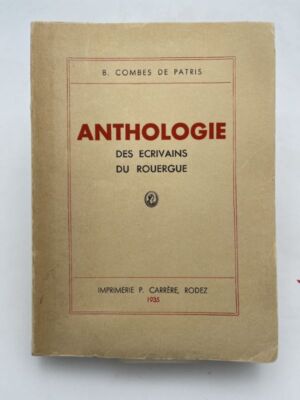 B. COMBES DE PATRIS
ANTHOLOGIE
DES ECRIVAINS
DU ROUERGUE
IMPRIMERIE P. CARRÈRE, RODEZ
1935